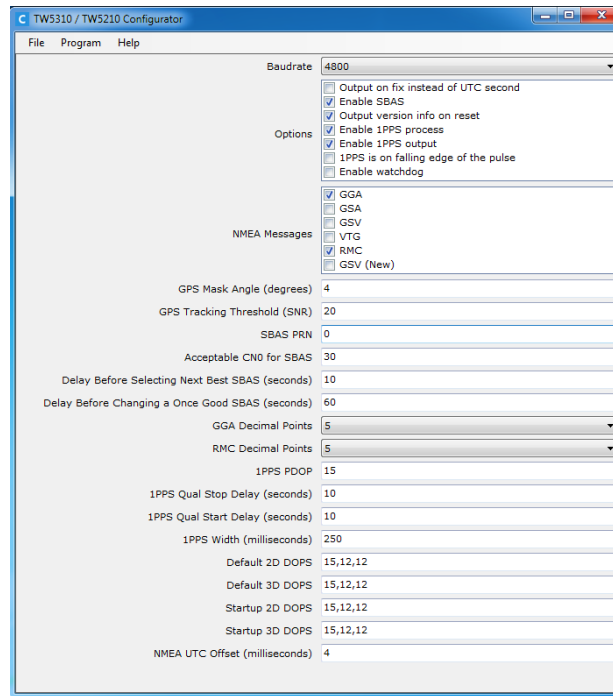 C TW5310 / TW5210 Configurator
File Program Help
Baudrate 4800
Options
Output on fix instead of UTC second
Enable SBAS
Output version info on reset
Enable 1PPS process
Enable 1PPS output
1PPS is on falling edge of the pulse
Enable watchdog
NMEA Messages
GGA
GSA
GSV
VTG
RMC
GSV (New)
GPS Mask Angle (degrees) 4
GPS Tracking Threshold (SNR) 20
SBAS PRN 0
Acceptable CN0 for SBAS 30
Delay Before Selecting Next Best SBAS (seconds) 10
Delay Before Changing a Once Good SBAS (seconds) 60
GGA Decimal Points 5
RMC Decimal Points 5
1PPS PDOP 15
1PPS Qual Stop Delay (seconds) 10
1PPS Qual Start Delay (seconds) 10
1PPS Width (milliseconds) 250
Default 2D DOPS 15,12,12
Default 3D DOPS 15,12,12
Startup 2D DOPS 15,12,12
Startup 3D DOPS 15,12,12
NMEA UTC Offset (milliseconds) 4